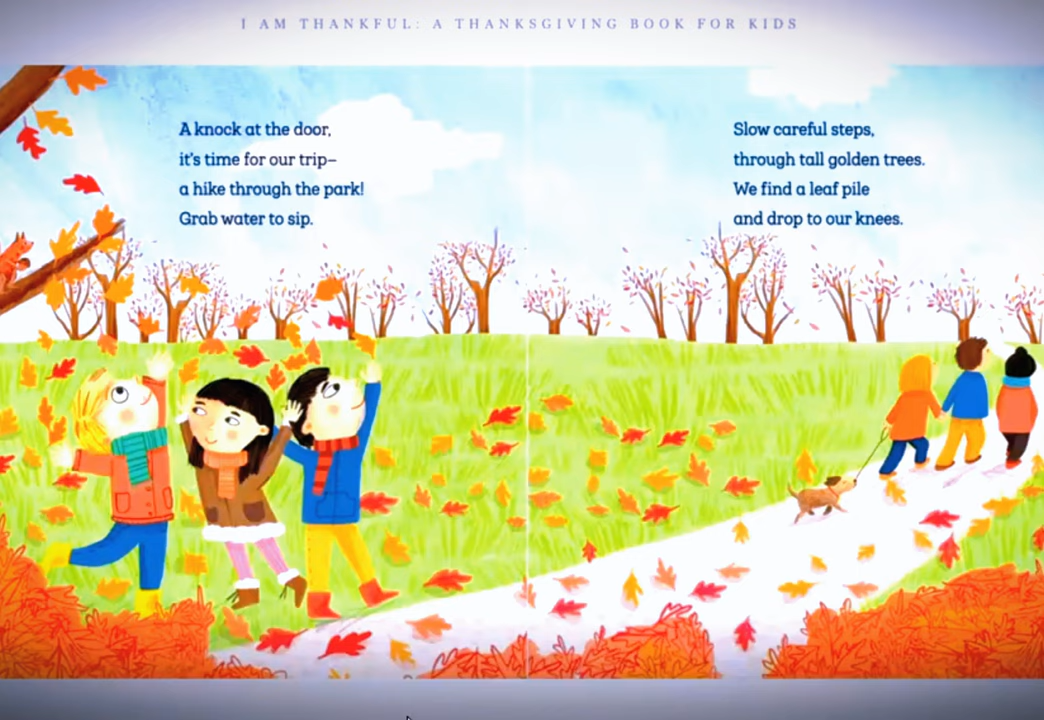 I AM THANKFUL: A THANKSGIVING BOOK FOR KIDS
A knock at the door,
it's time for our trip–
a hike through the park!
Grab water to sip.
Slow careful steps,
through tall golden trees.
We find a leaf pile
and drop to our knees.